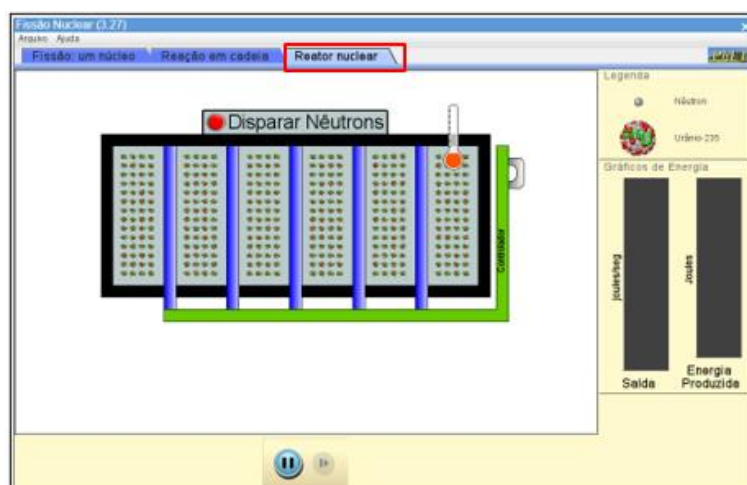 Fissão Nuclear (3.27)
Arquivo Ajuda
Fissão: um núcleo Reação em cadeia Reator nuclear
Legenda
Nêutron
Urânio-235
Disparar Nêutrons
Controlador
Gráficos de Energia
joules/seg
Joules
Saída
Energia
Produzida